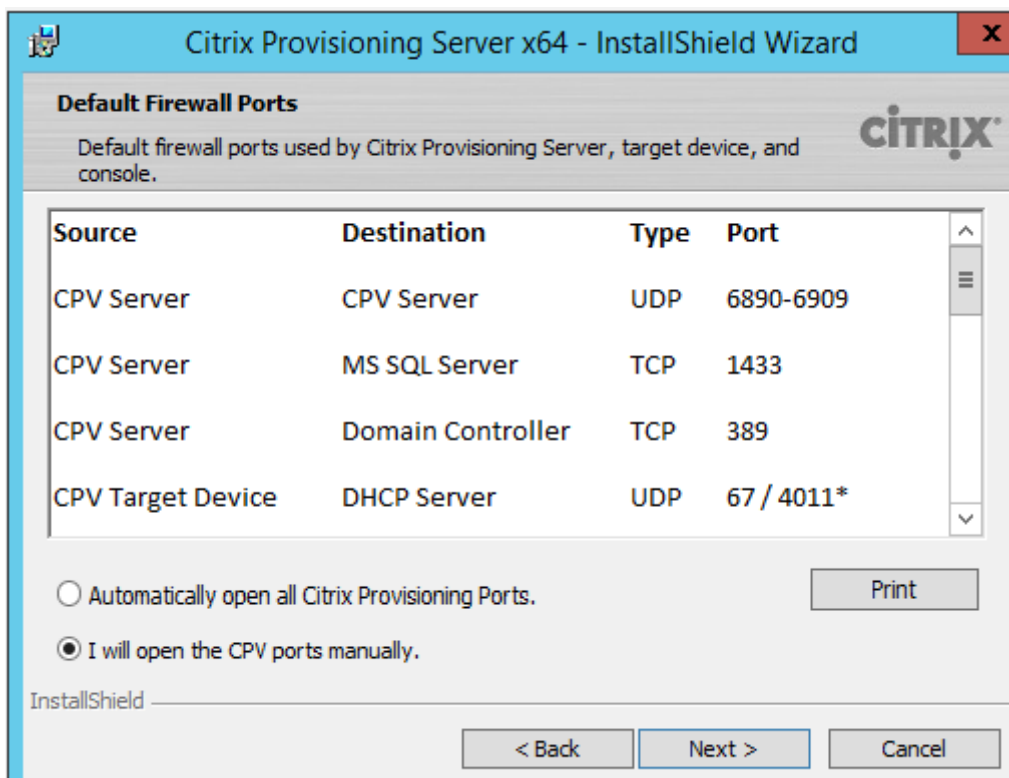 Citrix Provisioning Server x64 - InstallShield Wizard
x
Default Firewall Ports
Default firewall ports used by Citrix Provisioning Server, target device, and
console.
CITRIX
Source Destination Type Port
CPV Server CPV Server UDP 6890-6909
CPV Server MS SQL Server TCP 1433
CPV Server Domain Controller TCP 389
CPV Target Device DHCP Server UDP 67 / 4011*
Automatically open all Citrix Provisioning Ports.
Print
I will open the CPV ports manually.
InstallShield
< Back Next > Cancel